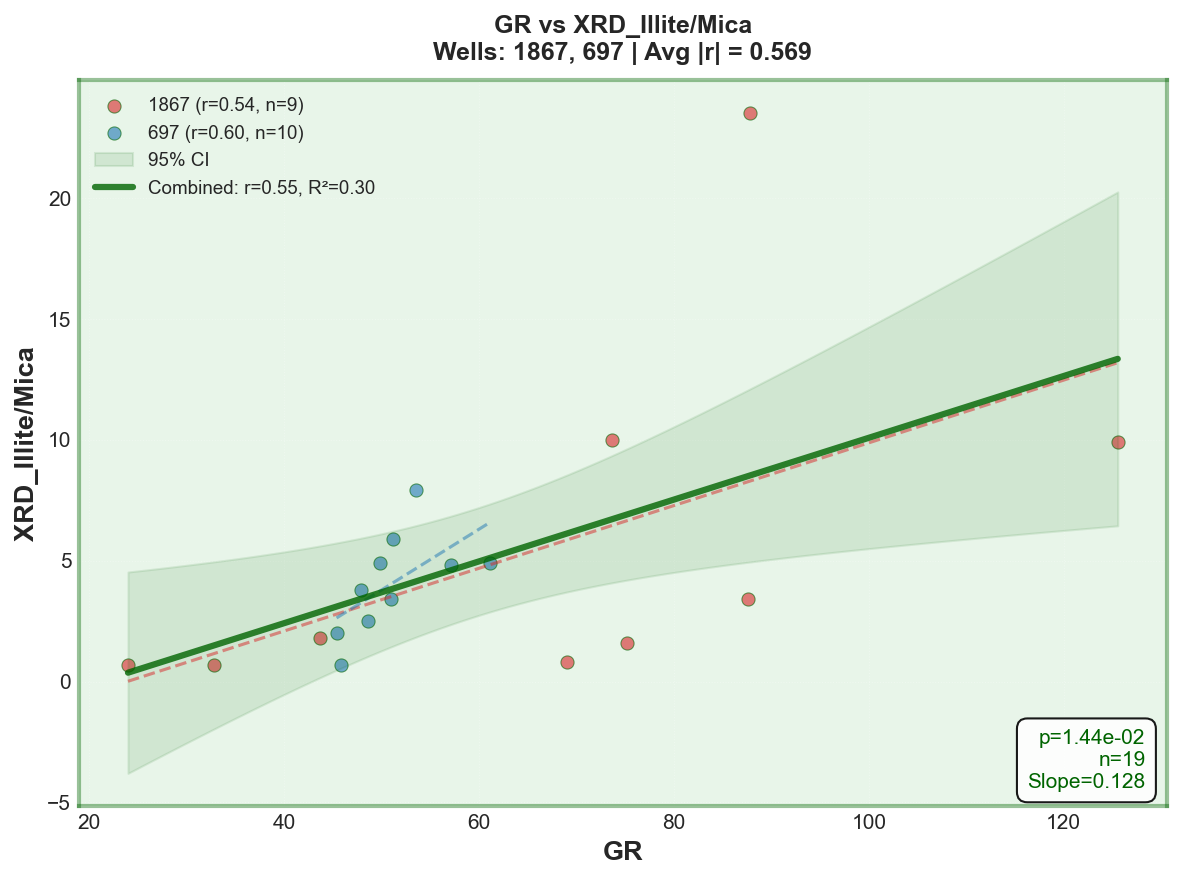 GR vs XRD_Illite/Mica
Wells: 1867, 697 | Avg |r| = 0.569
1867 (r=0.54, n=9)
697 (r=0.60, n=10)
95% CI
Combined: r=0.55, R²=0.30
XRD_Illite/Mica
20
15
10
5
0
−5
p=1.44e-02
n=19
Slope=0.128
20 40 60 80 100 120
GR